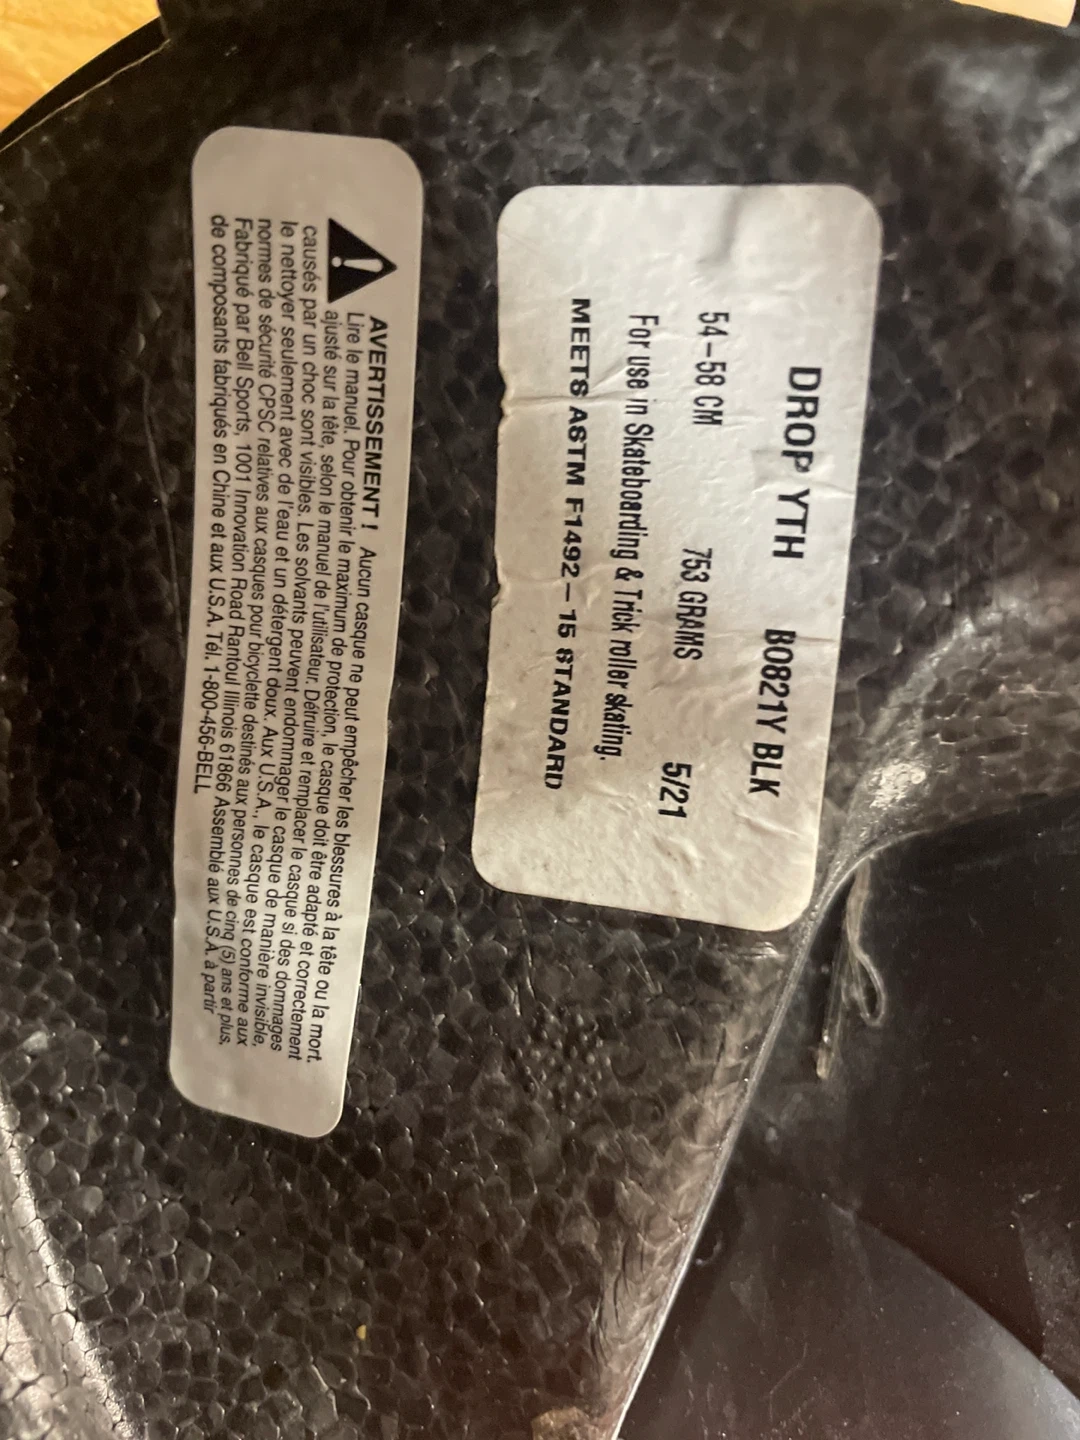 DROP YTH B0821Y BLK
54-58 CM 753 GRAMS 5/21
For use in Skateboarding & Trick roller skating.
MEETS ASTM F1492-15 STANDARD
AVERTISSEMENT ! Aucun casque ne peut empêcher les blessures à la tête ou la mort.
Lire le manuel. Pour obtenir le maximum de protection, le casque doit être adapté et correctement
ajusté sur la tête, selon le manuel de l'utilisateur. Détruire et remplacer le casque si des dommages
causés par un choc sont visibles. Les solvants peuvent endommager le casque de manière invisible,
le nettoyer seulement avec de l'eau et un détergent doux. Aux U.S.A., le casque est conforme aux
normes de sécurité CPSC relatives aux casques pour bicyclette destinés aux personnes de cinq (5) ans et plus.
Fabriqué par Bell Sports, 1001 Innovation Road Rantoul Illinois 61866 Assemblé aux U.S.A. à partir
de composants fabriqués en Chine et aux U.S.A. Tél. 1-800-456-BELL